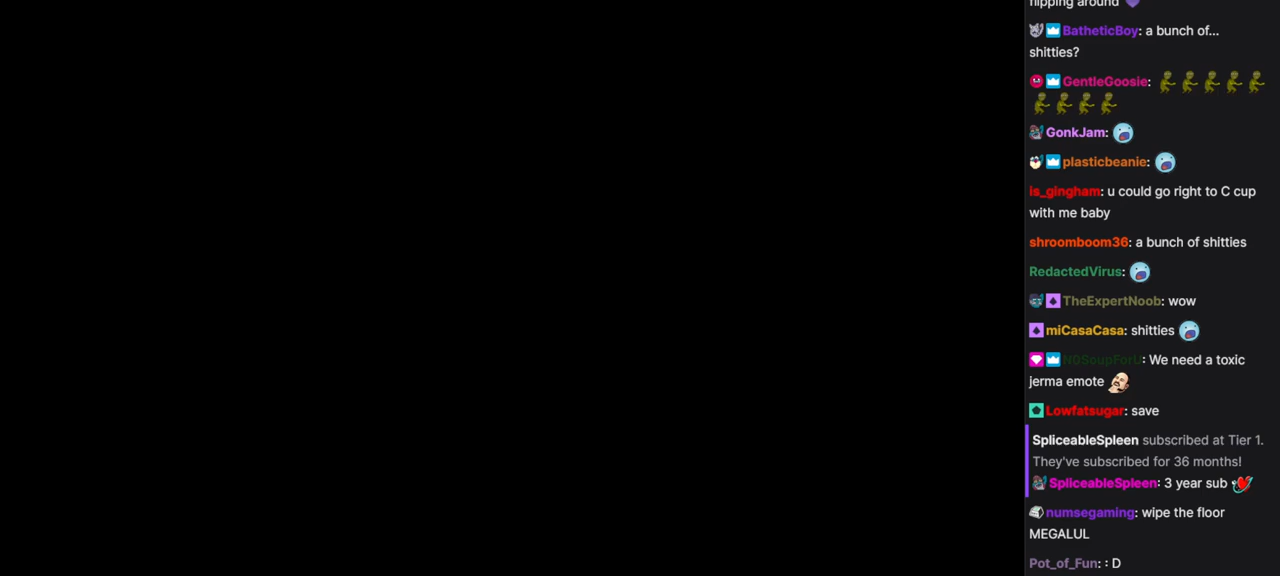 flipping around
BatheticBoy: a bunch of...
shitties?
GentleGoosie:
GonkJam:
plasticbeanie:
is_gingham: u could go right to C cup
with me baby
shroomboom36: a bunch of shitties
RedactedVirus:
TheExpertNoob: wow
miCasaCasa: shitties
N0SoupForU: We need a toxic
jerma emote
Lowfatsugar: save
SpliceableSpleen subscribed at Tier 1.
They've subscribed for 36 months!
SpliceableSpleen: 3 year sub
numsegaming: wipe the floor
MEGALUL
Pot_of_Fun: : D